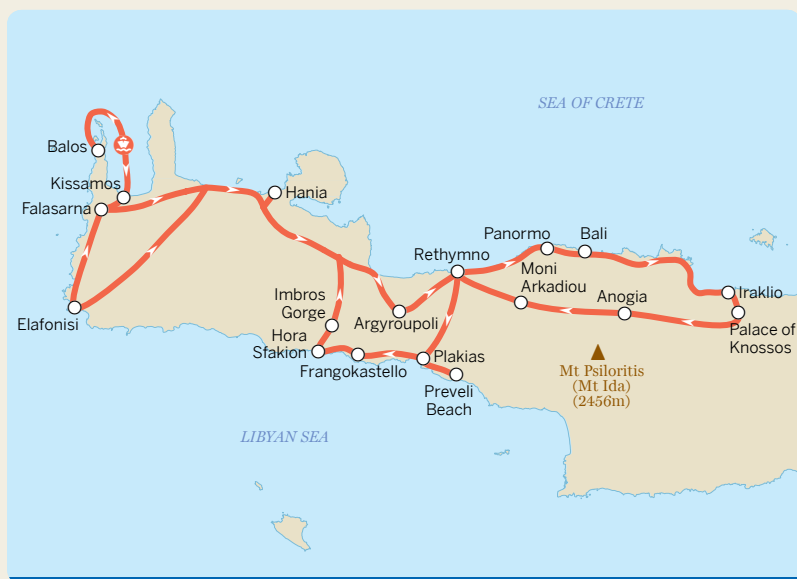 SEA OF CRETE
Balos
Kissamos
Hania
Falasarna
Panormo
Bali
Rethymno
Moni
Arkadiou
Iraklio
Imbros
Gorge
Anogia
Elafonisi
Argyroupoli
Palace of
Knossos
Hora
Sfakion
Plakias
Frangokastello
Mt Psiloritis
(Mt Ida)
(2456m)
Preveli
Beach
LIBYAN SEA